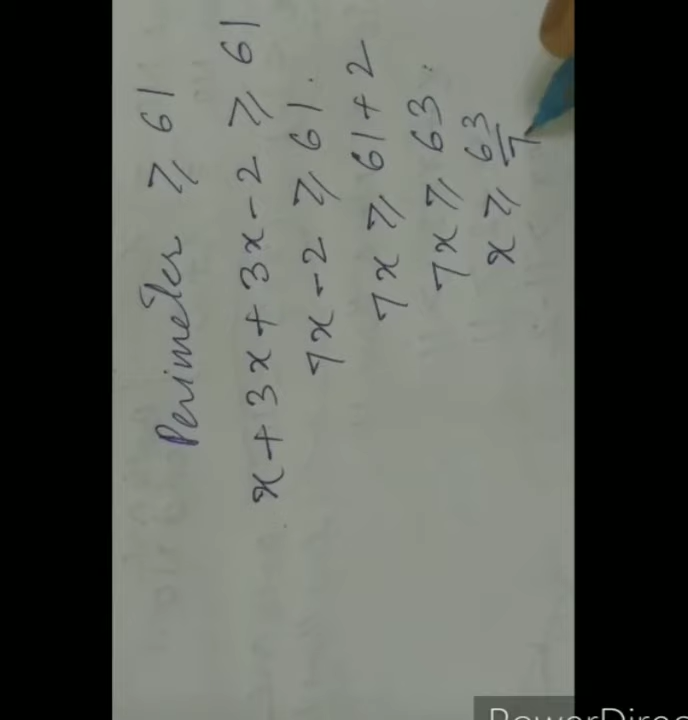 Perimeter ⩾ 61
x + 3x + 3x - 2 ⩾ 61
7x - 2 ⩾ 61.
7x ⩾ 61 + 2
7x ⩾ 63.
x ⩾ 63/7